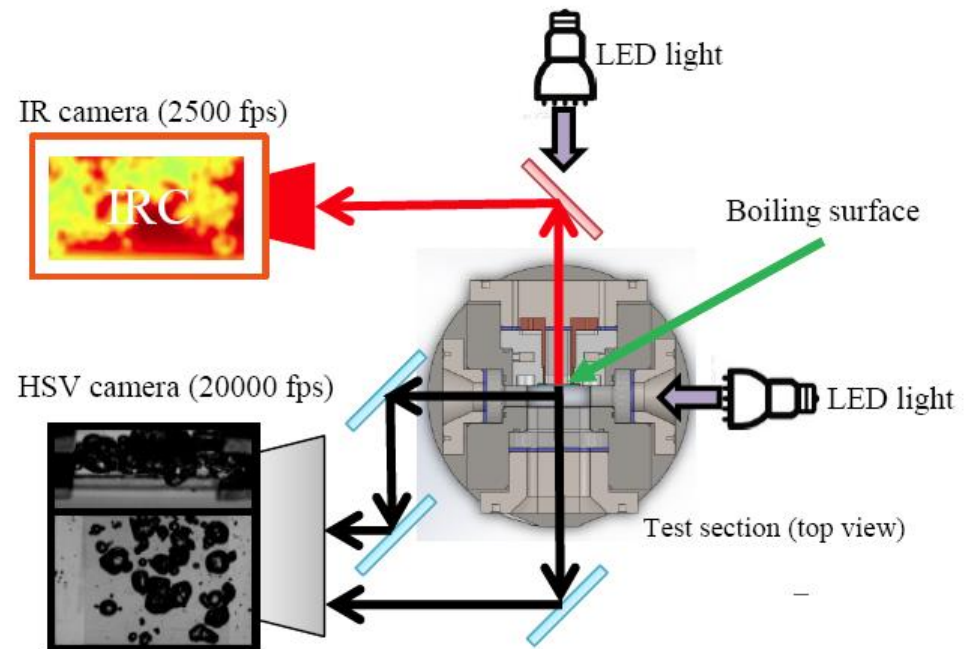 LED light
IR camera (2500 fps)
IRC
Boiling surface
HSV camera (20000 fps)
LED light
Test section (top view)